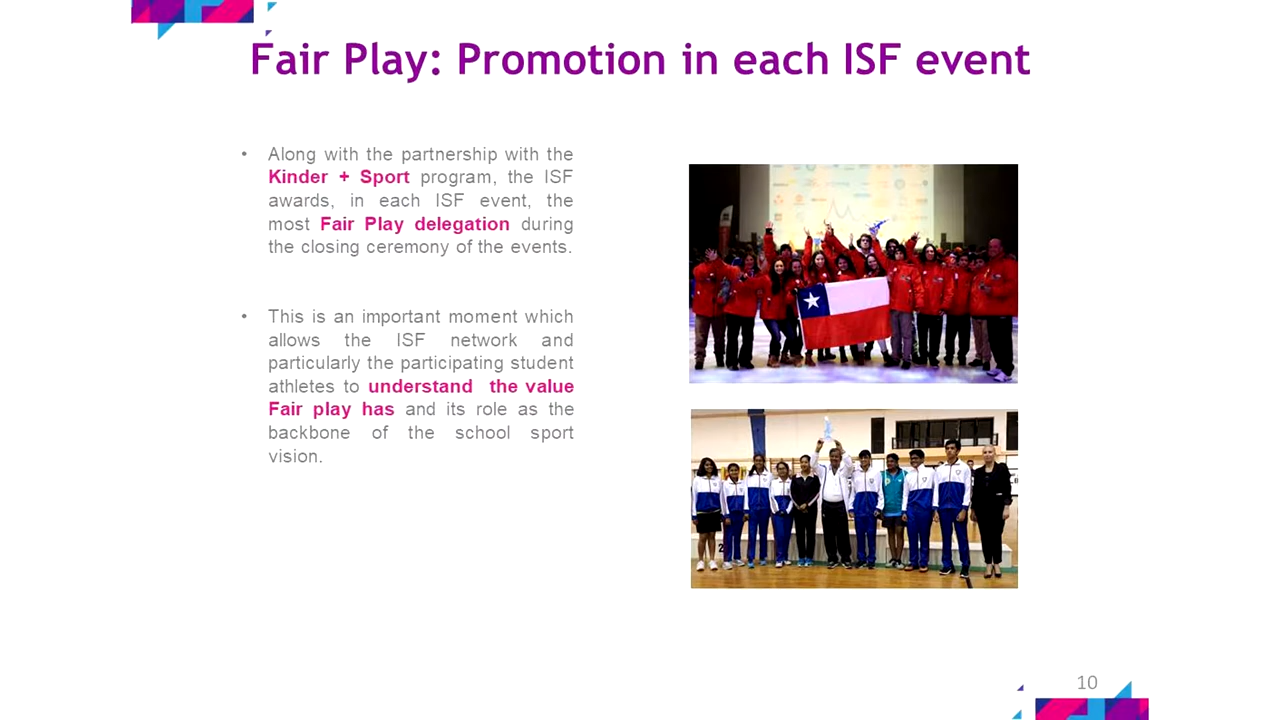 Fair Play: Promotion in each ISF event
• Along with the partnership with the
Kinder + Sport program, the ISF
awards, in each ISF event, the
most Fair Play delegation during
the closing ceremony of the events.
• This is an important moment which
allows the ISF network and
particularly the participating student
athletes to understand the value
Fair play has and its role as the
backbone of the school sport
vision.
10